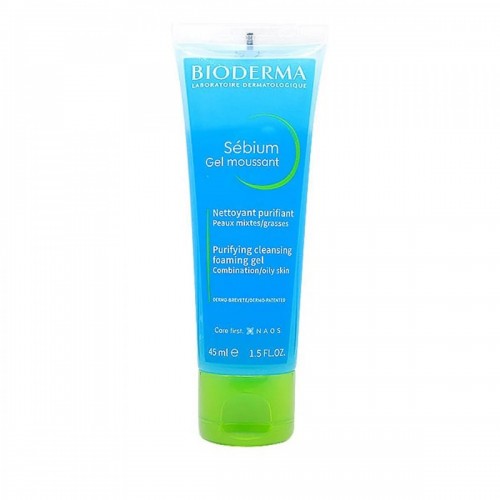 BIODERMA
LABORATOIRE DERMATOLOGIQUE
Sébium
Gel moussant
Nettoyant purifiant
Peaux mixtes/grasses
Purifying cleansing
foaming gel
Combination/oily skin
DERMO-BREVETÉ/DERMO-PATENTED
Care first. NAOS
45 ml e 1.5 FL.OZ.